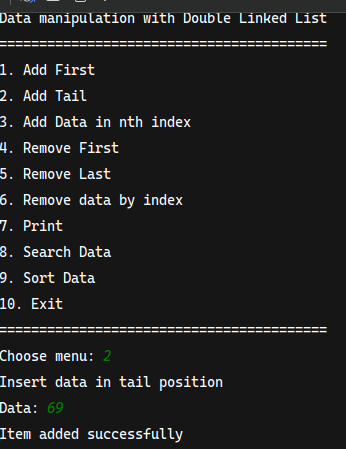 Data manipulation with Double Linked List
=========================================
1. Add First
2. Add Tail
3. Add Data in nth index
4. Remove First
5. Remove Last
6. Remove data by index
7. Print
8. Search Data
9. Sort Data
10. Exit
=========================================
Choose menu: 2
Insert data in tail position
Data: 69
Item added successfully